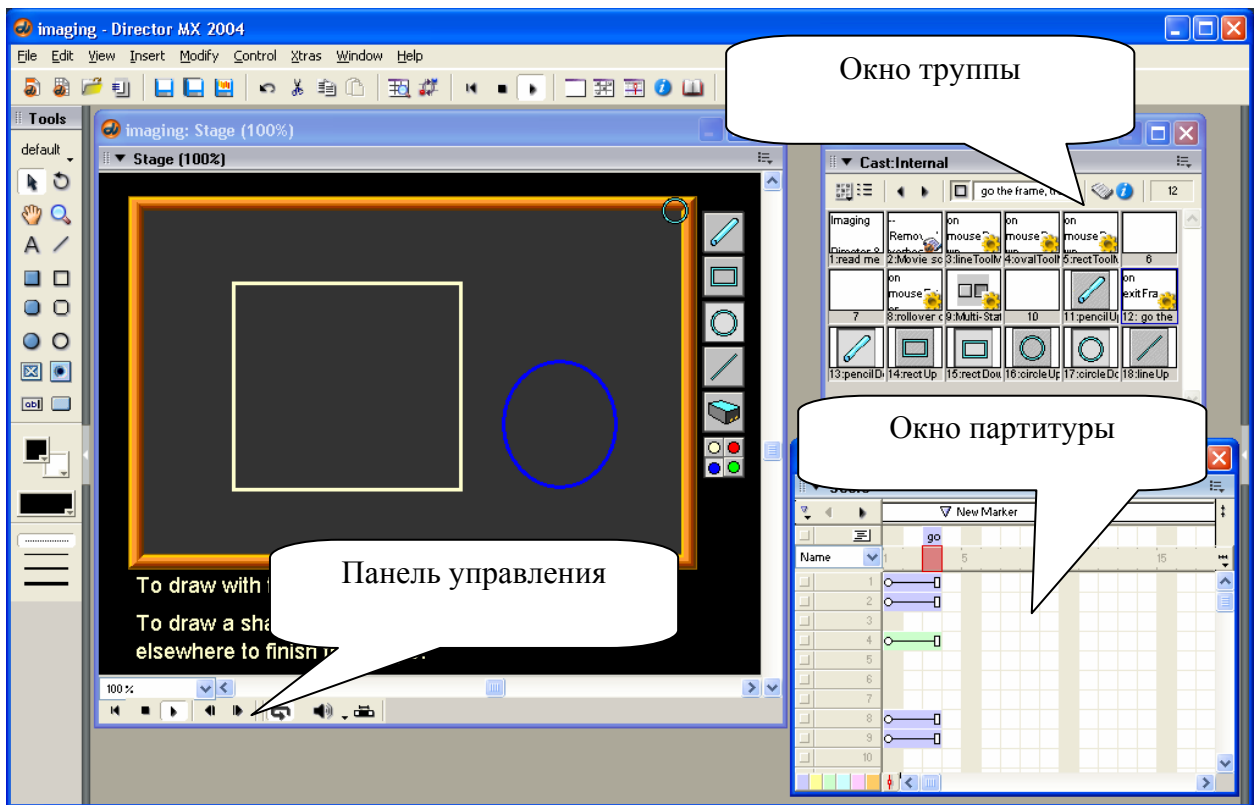 imaging - Director MX 2004
File Edit View Insert Modify Control Xtras Window Help
Окно труппы
Tools
default
imaging: Stage (100%)
Stage (100%)
Cast:Internal
go the frame,
12
Imaging
--
on
on
on
mouse
mouse
mouse
1:read me
2:Movie sc
3:lineToolM
4:ovalToolM
5:rectToolM
6
on
mouse
on
exitFra
7
8:rollover c
9:Multi-Stat
10
11:pencilUp
12: go the
13:pencilDo
14:rectUp
15:rectDow
16:circleUp
17:circleDo
18:lineUp
Окно партитуры
New Marker
go
Name
1 5 15
1
2
3
4
5
6
7
8
9
10
Панель управления
To draw with
To draw a sha
elsewhere to finish
100 %